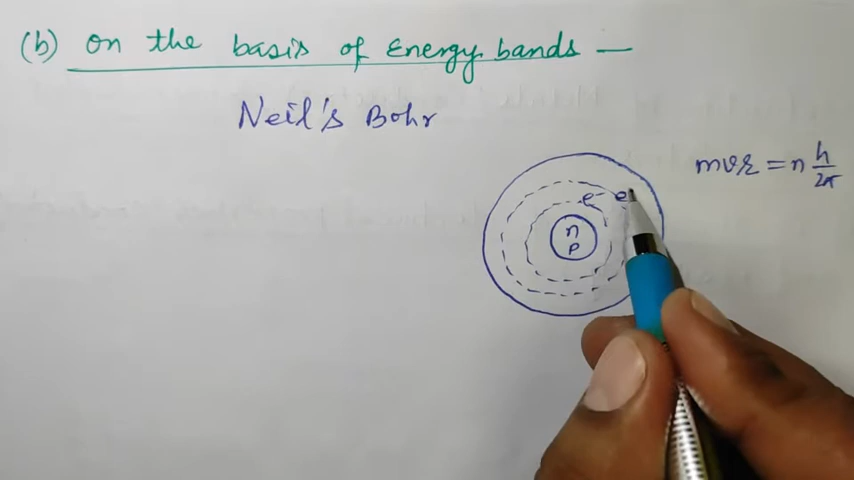 (b) on the basis of Energy bands —
Neil's Bohr
mvr = n h/2π
e⁻ e
n
p